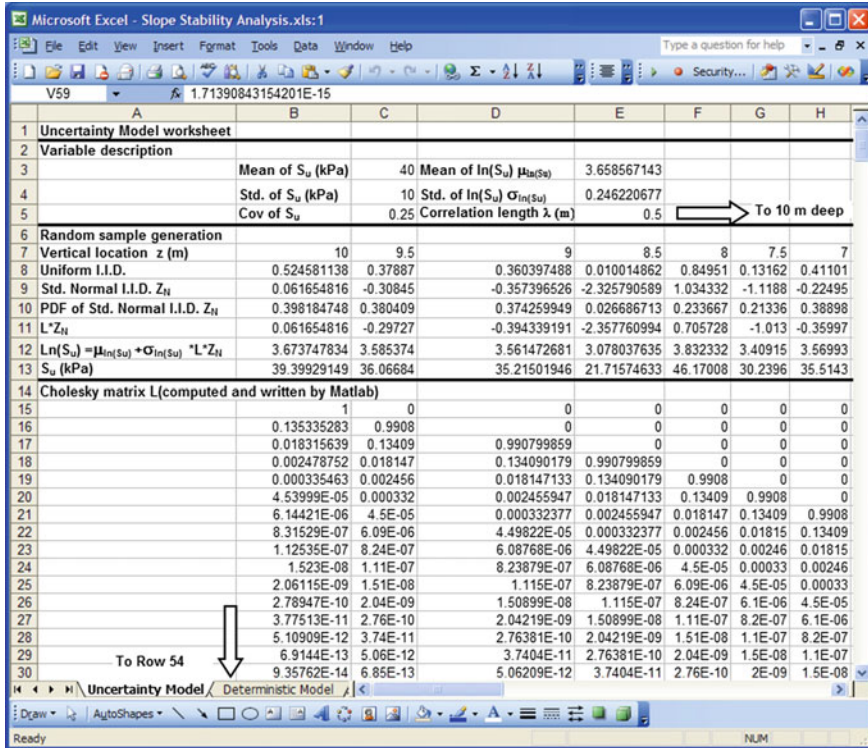 Microsoft Excel - Slope Stability Analysis.xls:1
File Edit View Insert Format Tools Data Window Help Type a question for help
Security...
V59 fx 1.71390843154201E-15
A B C D E F G H
1 Uncertainty Model worksheet
2 Variable description
3 Mean of Su (kPa) 40 Mean of ln(Su) μln(Su) 3.658567143
4 Std. of Su (kPa) 10 Std. of ln(Su) σln(Su) 0.246220677
5 Cov of Su 0.25 Correlation length λ (m) 0.5 To 10 m deep
6 Random sample generation
7 Vertical location z (m) 10 9.5 9 8.5 8 7.5 7
8 Uniform I.I.D. 0.524581138 0.37887 0.360397488 0.010014862 0.84951 0.13162 0.41101
9 Std. Normal I.I.D. ZN 0.061654816 -0.30845 -0.357396526 -2.325790589 1.034332 -1.1188 -0.22495
10 PDF of Std. Normal I.I.D. ZN 0.398184748 0.380409 0.374259949 0.026686713 0.233667 0.21336 0.38898
11 L*ZN 0.061654816 -0.29727 -0.394339191 -2.357760994 0.705728 -1.013 -0.35997
12 Ln(Su) =μln(Su) +σln(Su) *L*ZN 3.673747834 3.585374 3.561472681 3.078037635 3.832332 3.40915 3.56993
13 Su (kPa) 39.39929149 36.06684 35.21501946 21.71574633 46.17008 30.2396 35.5143
14 Cholesky matrix L(computed and written by Matlab)
15 1 0 0 0 0 0 0
16 0.135335283 0.9908 0 0 0 0 0
17 0.018315639 0.13409 0.990799859 0 0 0 0
18 0.002478752 0.018147 0.134090179 0.990799859 0 0 0
19 0.000335463 0.002456 0.018147133 0.134090179 0.9908 0 0
20 4.53999E-05 0.000332 0.002455947 0.018147133 0.13409 0.9908 0
21 6.14421E-06 4.5E-05 0.000332377 0.002455947 0.018147 0.13409 0.9908
22 8.31529E-07 6.09E-06 4.49822E-05 0.000332377 0.002456 0.01815 0.13409
23 1.12535E-07 8.24E-07 6.08768E-06 4.49822E-05 0.000332 0.00246 0.01815
24 1.523E-08 1.11E-07 8.23879E-07 6.08768E-06 4.5E-05 0.00033 0.00246
25 2.06115E-09 1.51E-08 1.115E-07 8.23879E-07 6.09E-06 4.5E-05 0.00033
26 2.78947E-10 2.04E-09 1.50899E-08 1.115E-07 8.24E-07 6.1E-06 4.5E-05
27 3.77513E-11 2.76E-10 2.04219E-09 1.50899E-08 1.11E-07 8.2E-07 6.1E-06
28 5.10909E-12 3.74E-11 2.76381E-10 2.04219E-09 1.51E-08 1.1E-07 8.2E-07
29 To Row 54 6.9144E-13 5.06E-12 3.7404E-11 2.76381E-10 2.04E-09 1.5E-08 1.1E-07
30 9.35762E-14 6.85E-13 5.06209E-12 3.7404E-11 2.76E-10 2E-09 1.5E-08
Uncertainty Model Deterministic Model
Draw AutoShapes
Ready NUM